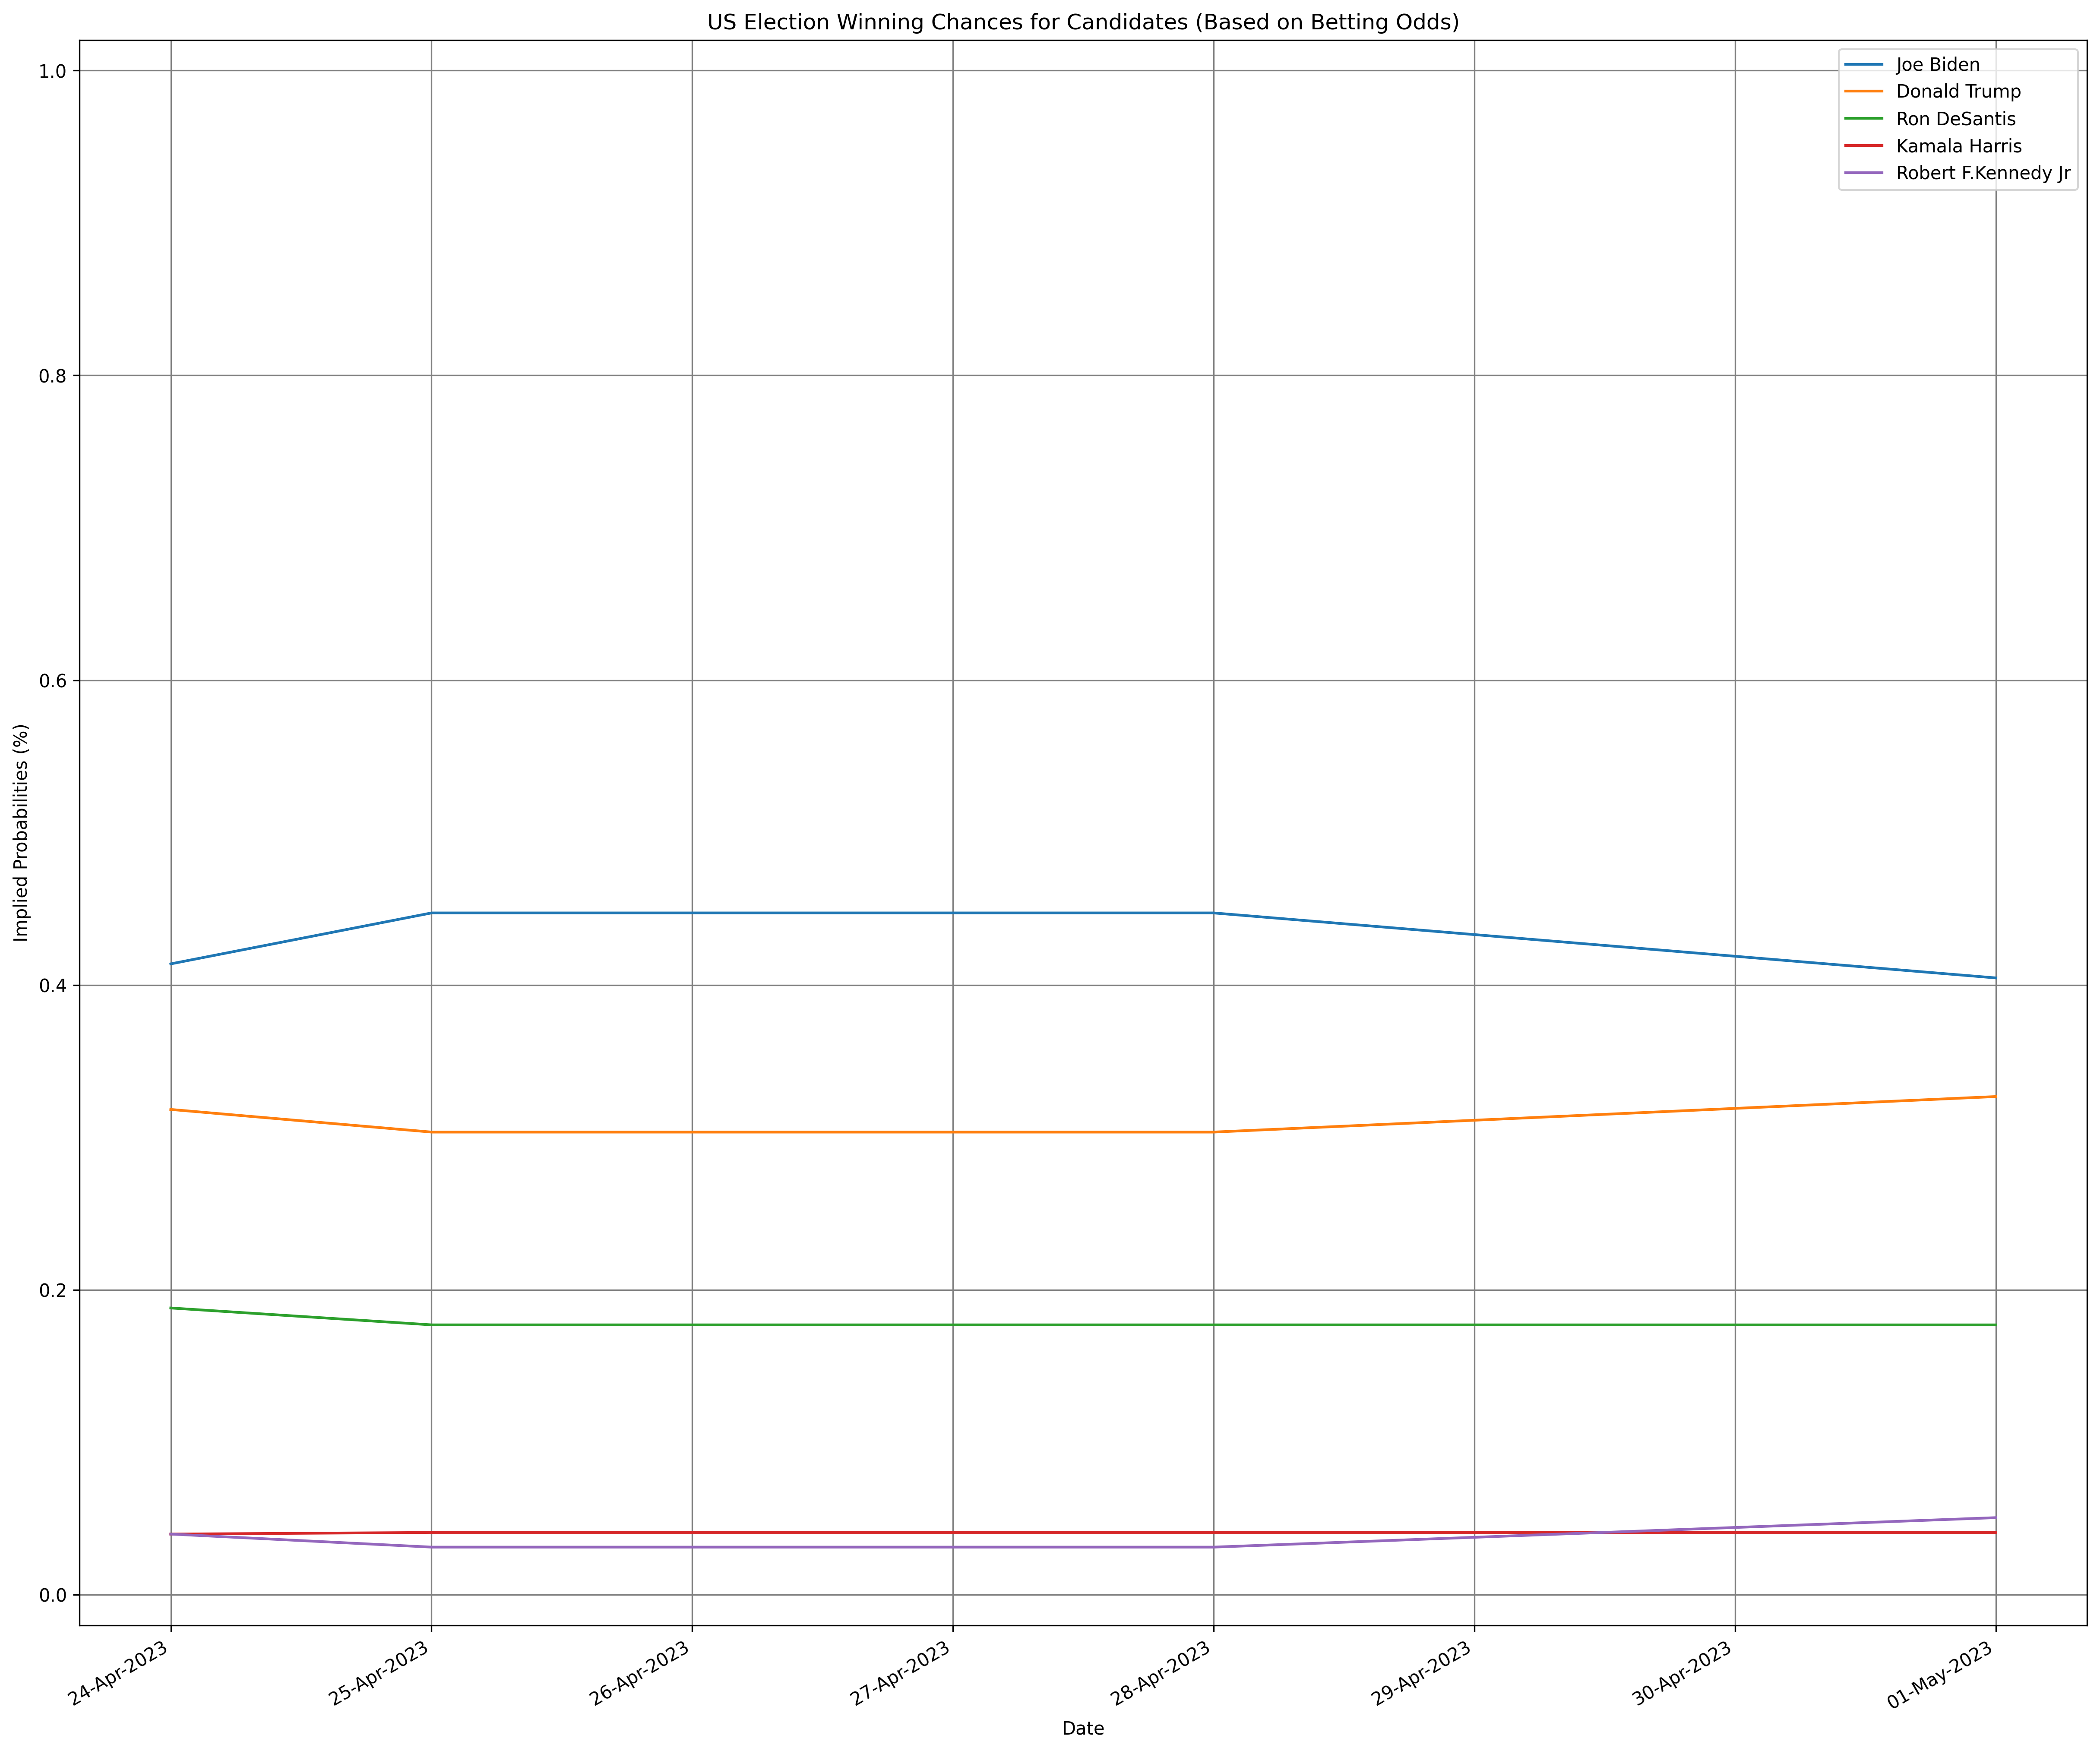 US Election Winning Chances for Candidates (Based on Betting Odds)
Joe Biden
Donald Trump
Ron DeSantis
Kamala Harris
Robert F.Kennedy Jr
Implied Probabilities (%)
1.0
0.8
0.6
0.4
0.2
0.0
24-Apr-2023
25-Apr-2023
26-Apr-2023
27-Apr-2023
28-Apr-2023
29-Apr-2023
30-Apr-2023
01-May-2023
Date